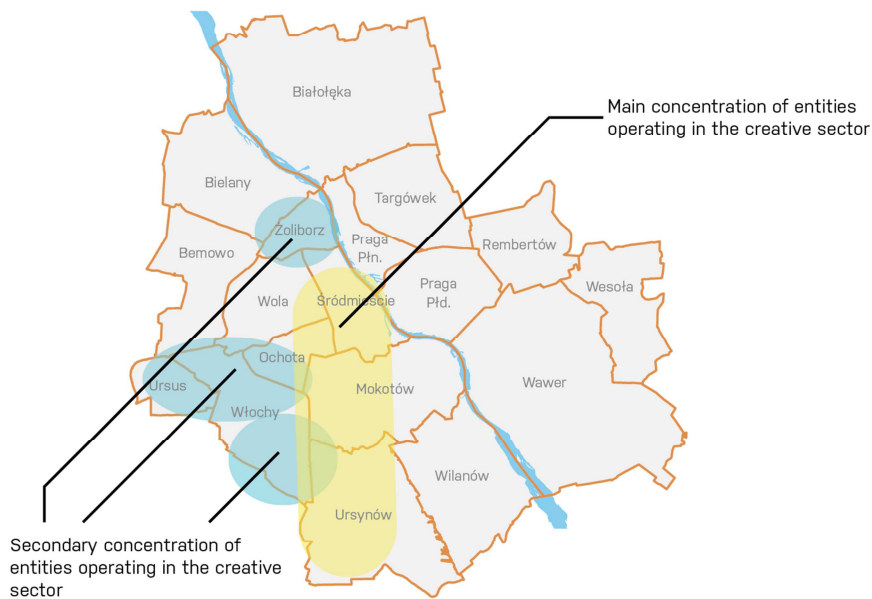 Białołęka
Main concentration of entities
operating in the creative sector
Bielany
Targówek
Żoliborz
Praga
Płn.
Rembertów
Bemowo
Praga
Płd.
Wesoła
Wola
Śródmieście
Ochota
Ursus
Mokotów
Wawer
Włochy
Wilanów
Ursynów
Secondary concentration of
entities operating in the creative
sector